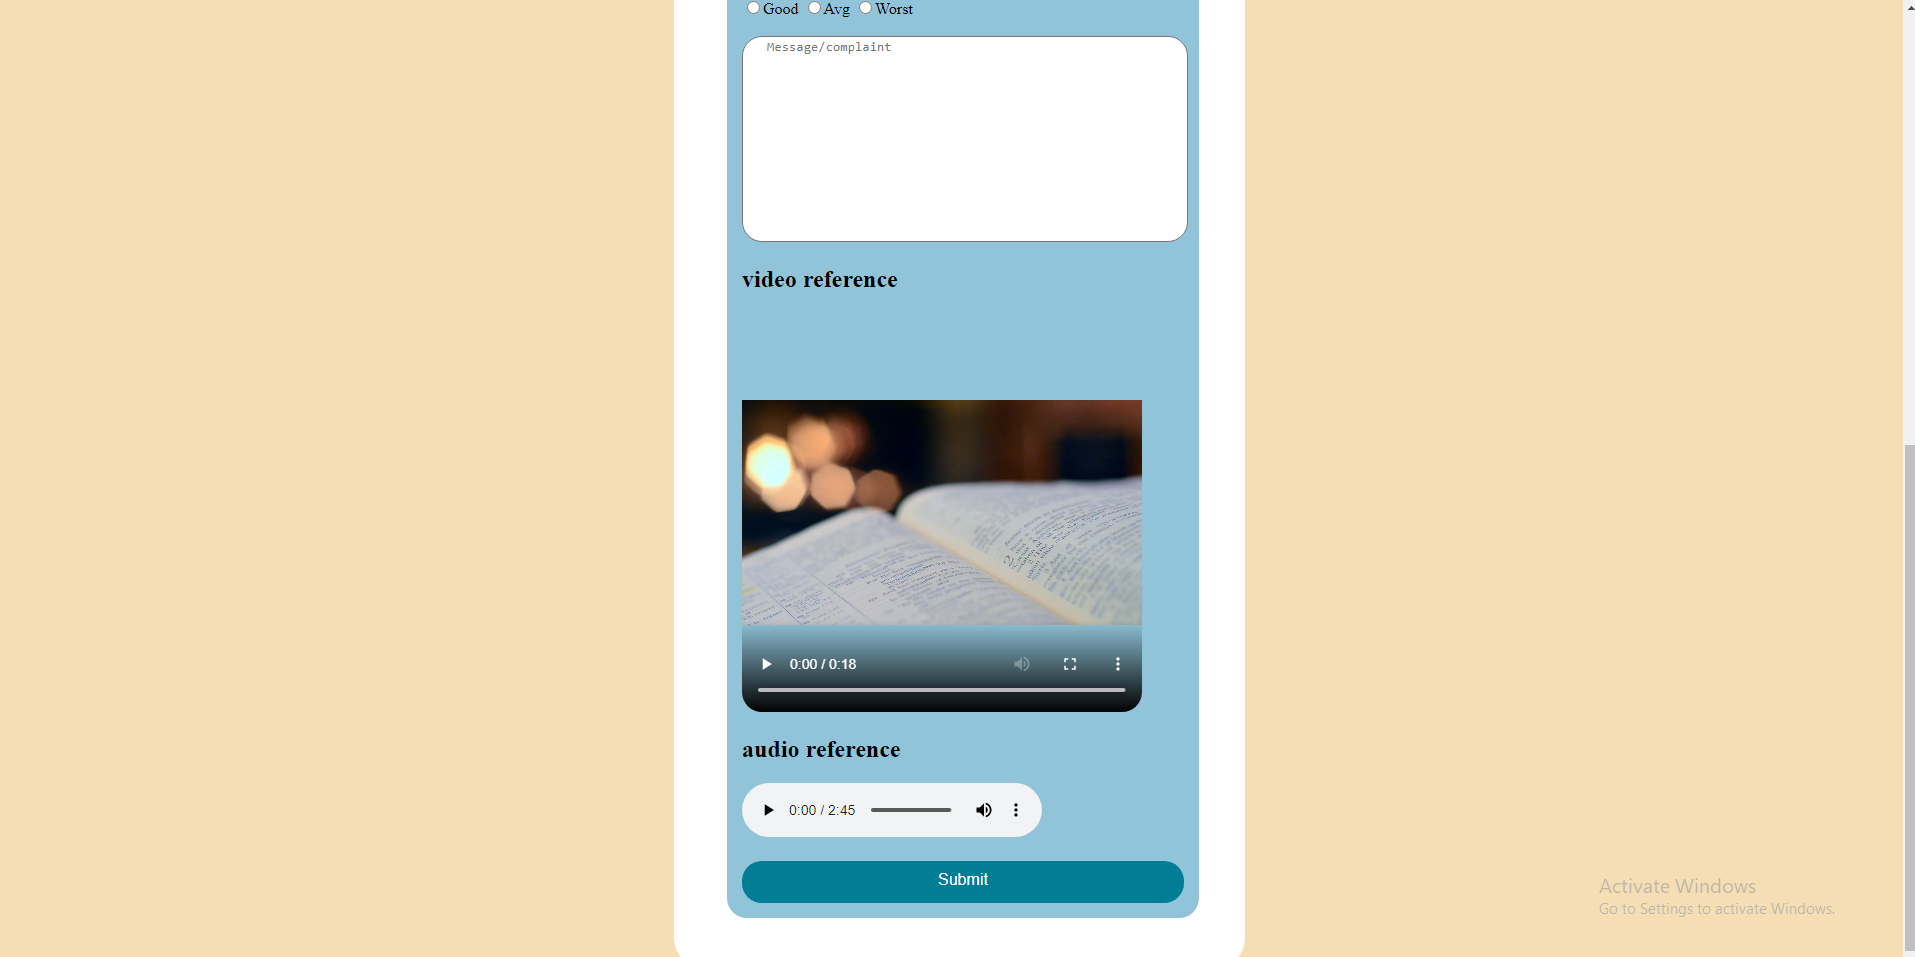 Good Avg Worst
Message/complaint
video reference
0:00 / 0:18
audio reference
0:00 / 2:45
Submit
Activate Windows
Go to Settings to activate Windows.